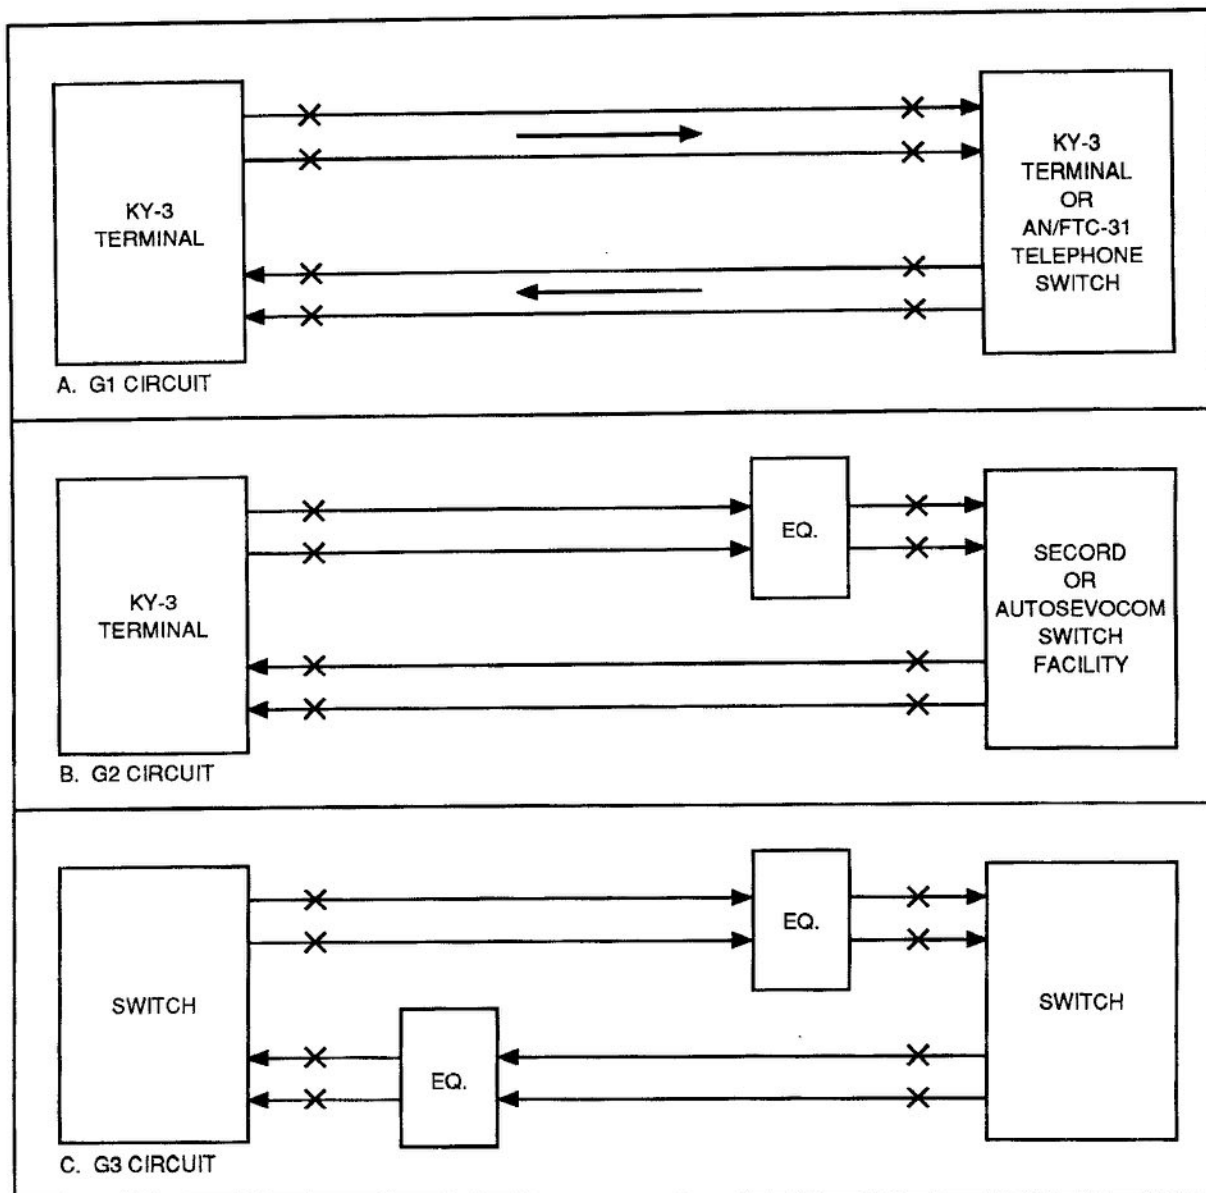 KY-3
TERMINAL
KY-3
TERMINAL
OR
AN/FTC-31
TELEPHONE
SWITCH
A. G1 CIRCUIT
KY-3
TERMINAL
EQ.
SECORD
OR
AUTOSEVOCOM
SWITCH
FACILITY
B. G2 CIRCUIT
SWITCH
EQ.
EQ.
SWITCH
C. G3 CIRCUIT